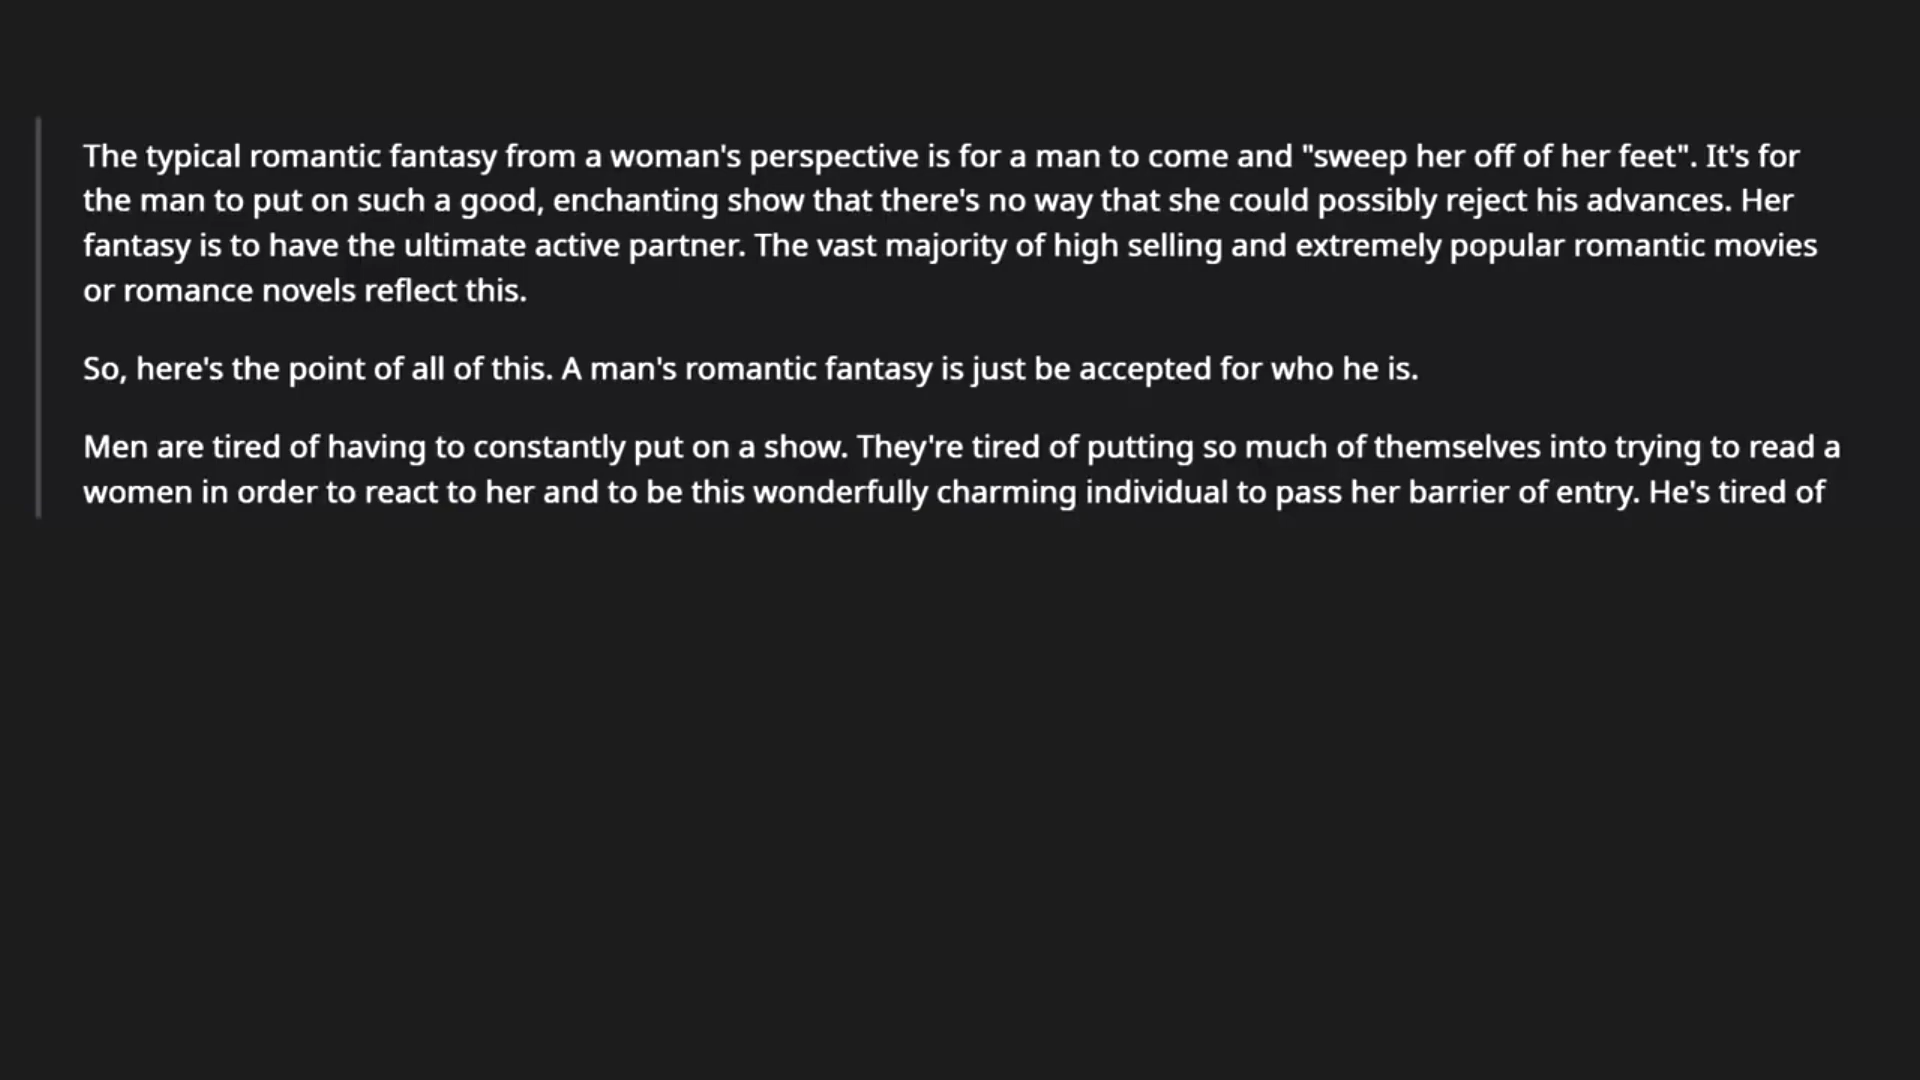 The typical romantic fantasy from a woman's perspective is for a man to come and "sweep her off of her feet". It's for
the man to put on such a good, enchanting show that there's no way that she could possibly reject his advances. Her
fantasy is to have the ultimate active partner. The vast majority of high selling and extremely popular romantic movies
or romance novels reflect this.
So, here's the point of all of this. A man's romantic fantasy is just be accepted for who he is.
Men are tired of having to constantly put on a show. They're tired of putting so much of themselves into trying to read a
women in order to react to her and to be this wonderfully charming individual to pass her barrier of entry. He's tired of